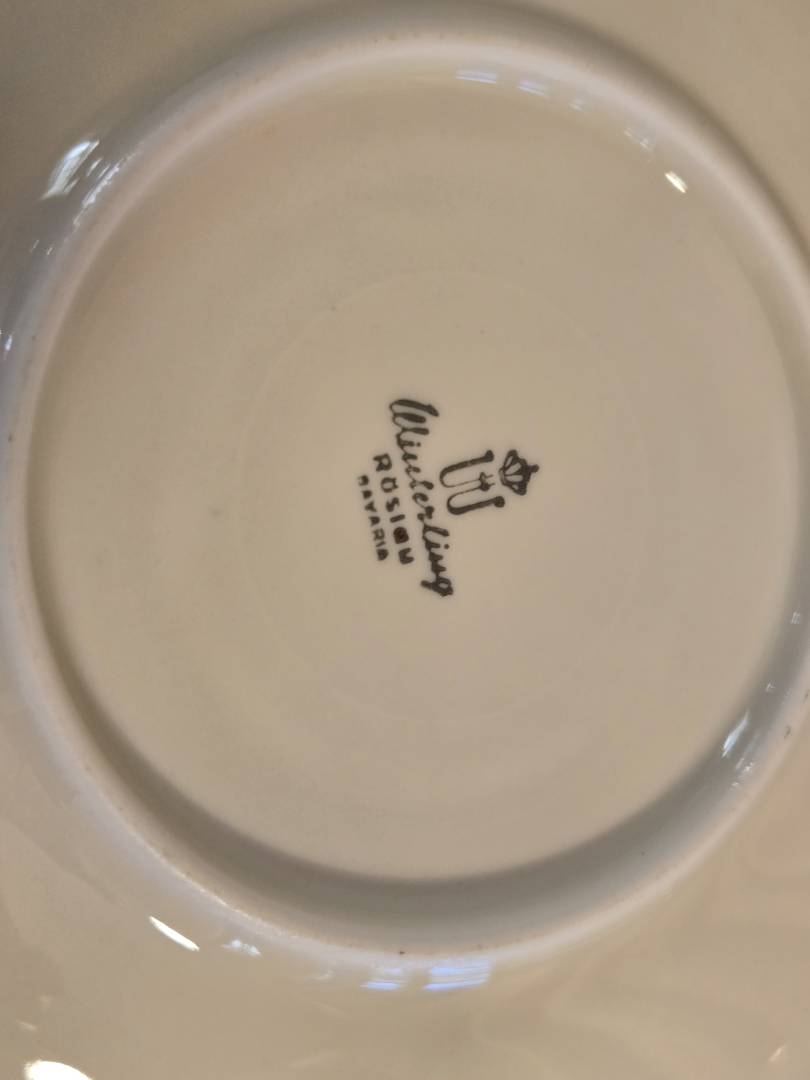 W
Winterling
RÖSLAU
BAVARIA